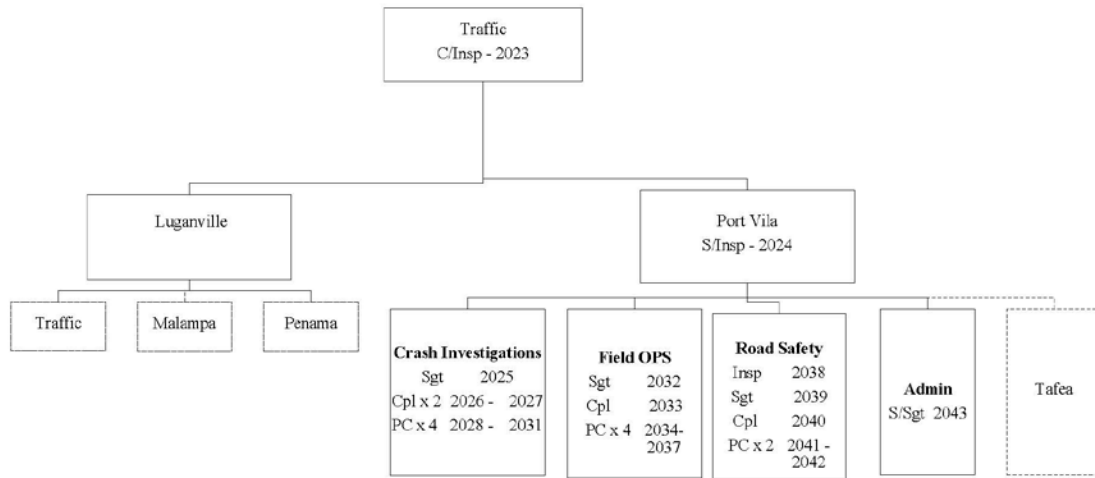 Traffic
C/Insp - 2023
Luganville
Port Vila
S/Insp - 2024
Traffic
Malampa
Penama
Crash Investigations
Sgt 2025
Cpl x 2 2026 - 2027
PC x 4 2028 - 2031
Field OPS
Sgt 2032
Cpl 2033
PC x 4 2034-
2037
Road Safety
Insp 2038
Sgt 2039
Cpl 2040
PC x 2 2041 -
2042
Admin
S/Sgt 2043
Tafea